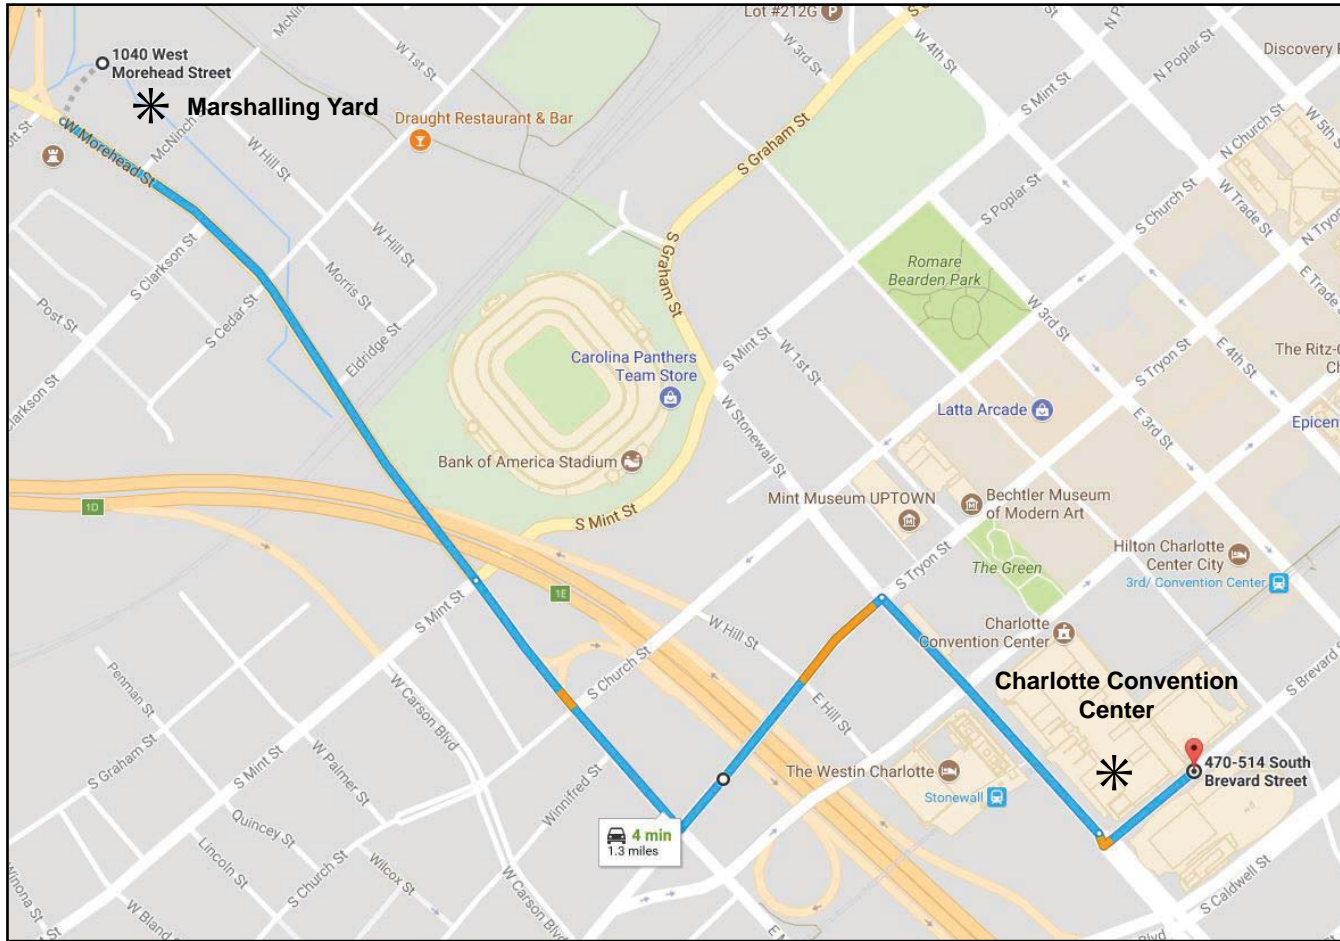 Lot #212G
P
W 4th St
N Poplar St
Discovery
1040 West
Morehead Street
W 1st St
W 3rd St
S Mint St
W 5th St
Marshalling Yard
Draught Restaurant & Bar
N Church St
W Morehead St
McNinch
W Hill St
S Graham St
S Poplar St
S Church St
W Trade St
N Tryon
S Clarkson St
W Hill St
S Graham St
Romare
Bearden Park
W 3rd St
E Trade
Post St
Morris St
S Cedar St
Eldridge St
Carolina Panthers
Team Store
S Mint St
W 1st St
S Tryon St
E 4th St
The Ritz-C
Latta Arcade
W Stonewall St
E 3rd St
Epicen
Bank of America Stadium
Mint Museum UPTOWN
Bechtler Museum
of Modern Art
1D
S Mint St
S Tryon St
The Green
Hilton Charlotte
Center City
3rd/ Convention Center
1E
S Mint St
W Hill St
Charlotte
Convention Center
S Church St
E Hill St
Charlotte Convention
Center
S Brevard
Penman St
W Carson Blvd
S Graham St
S Mint St
W Palmer St
Winnifred St
The Westin Charlotte
Stonewall
470-514 South
Brevard Street
4 min
1.3 miles
Quincey St
Lincoln St
S Church St
Wilcox St
W Carson Blvd
S Caldwell St
Winona St
W Bland
Blvd